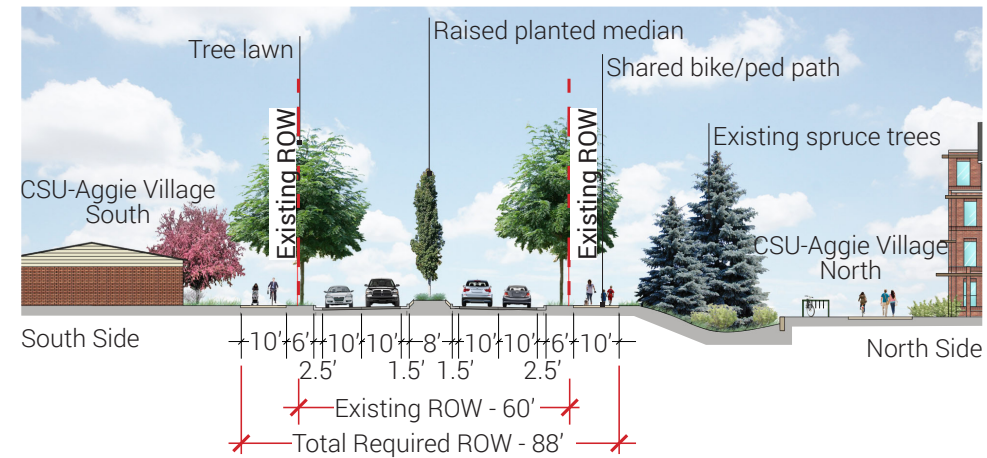 Raised planted median
Tree lawn
Shared bike/ped path
Existing ROW
Existing ROW
Existing spruce trees
CSU-Aggie Village
South
CSU-Aggie Village
North
South Side
North Side
10’ 6’ 10’ 10’ 8’ 10’ 10’ 6’ 10’
2.5’ 1.5’ 1.5’ 2.5’
Existing ROW - 60’
Total Required ROW - 88’